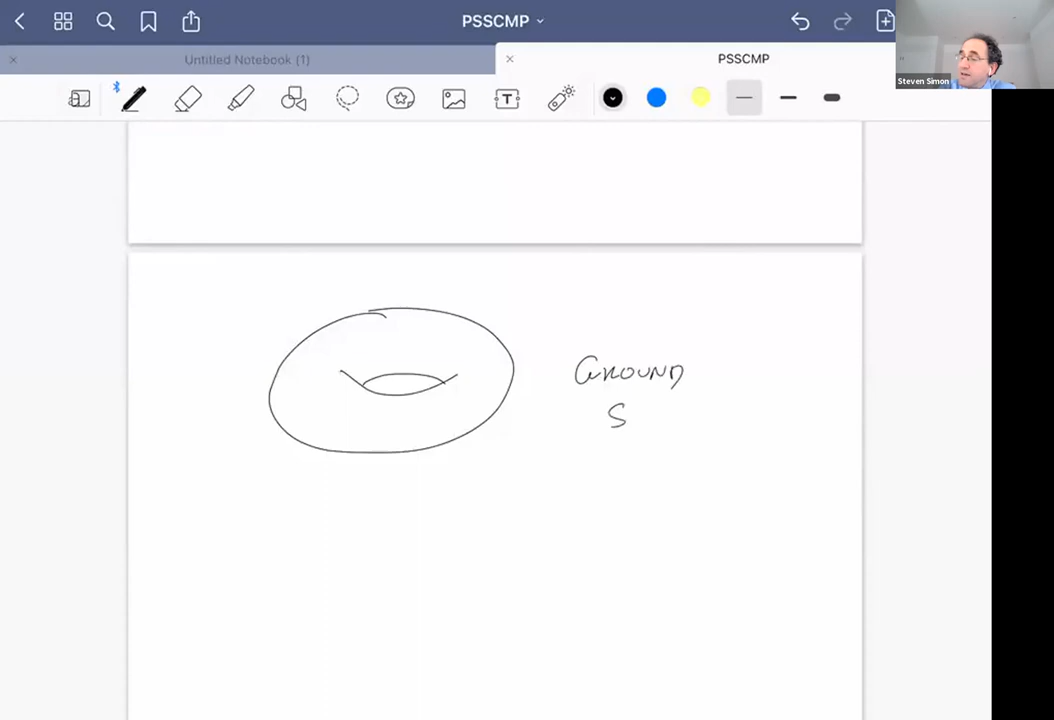 PSSCMP
Untitled Notebook (1)
PSSCMP
Steven Simon
T
GROUND
S